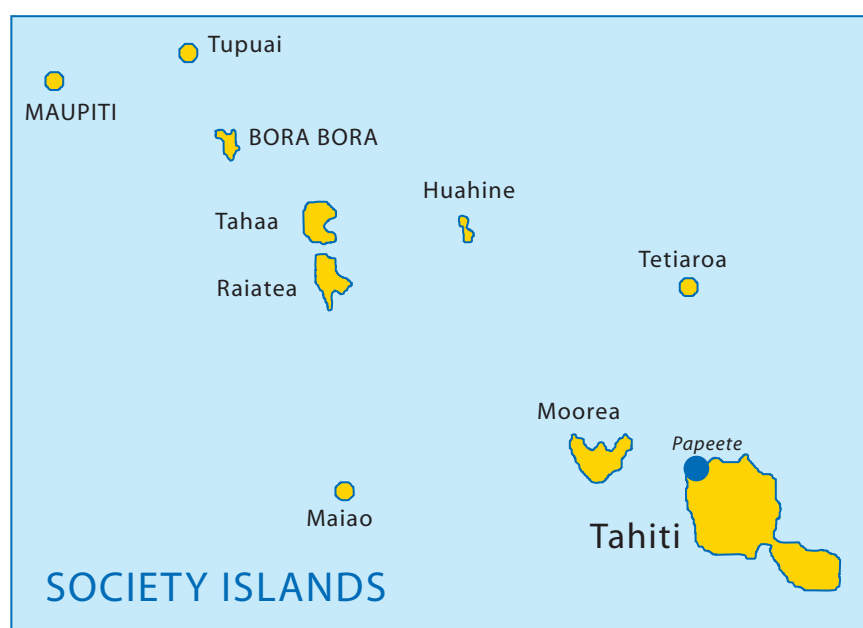 Tupuai
MAUPITI
BORA BORA
Huahine
Tahaa
Tetiaroa
Raiatea
Moorea
Papeete
Maiao
Tahiti
SOCIETY ISLANDS